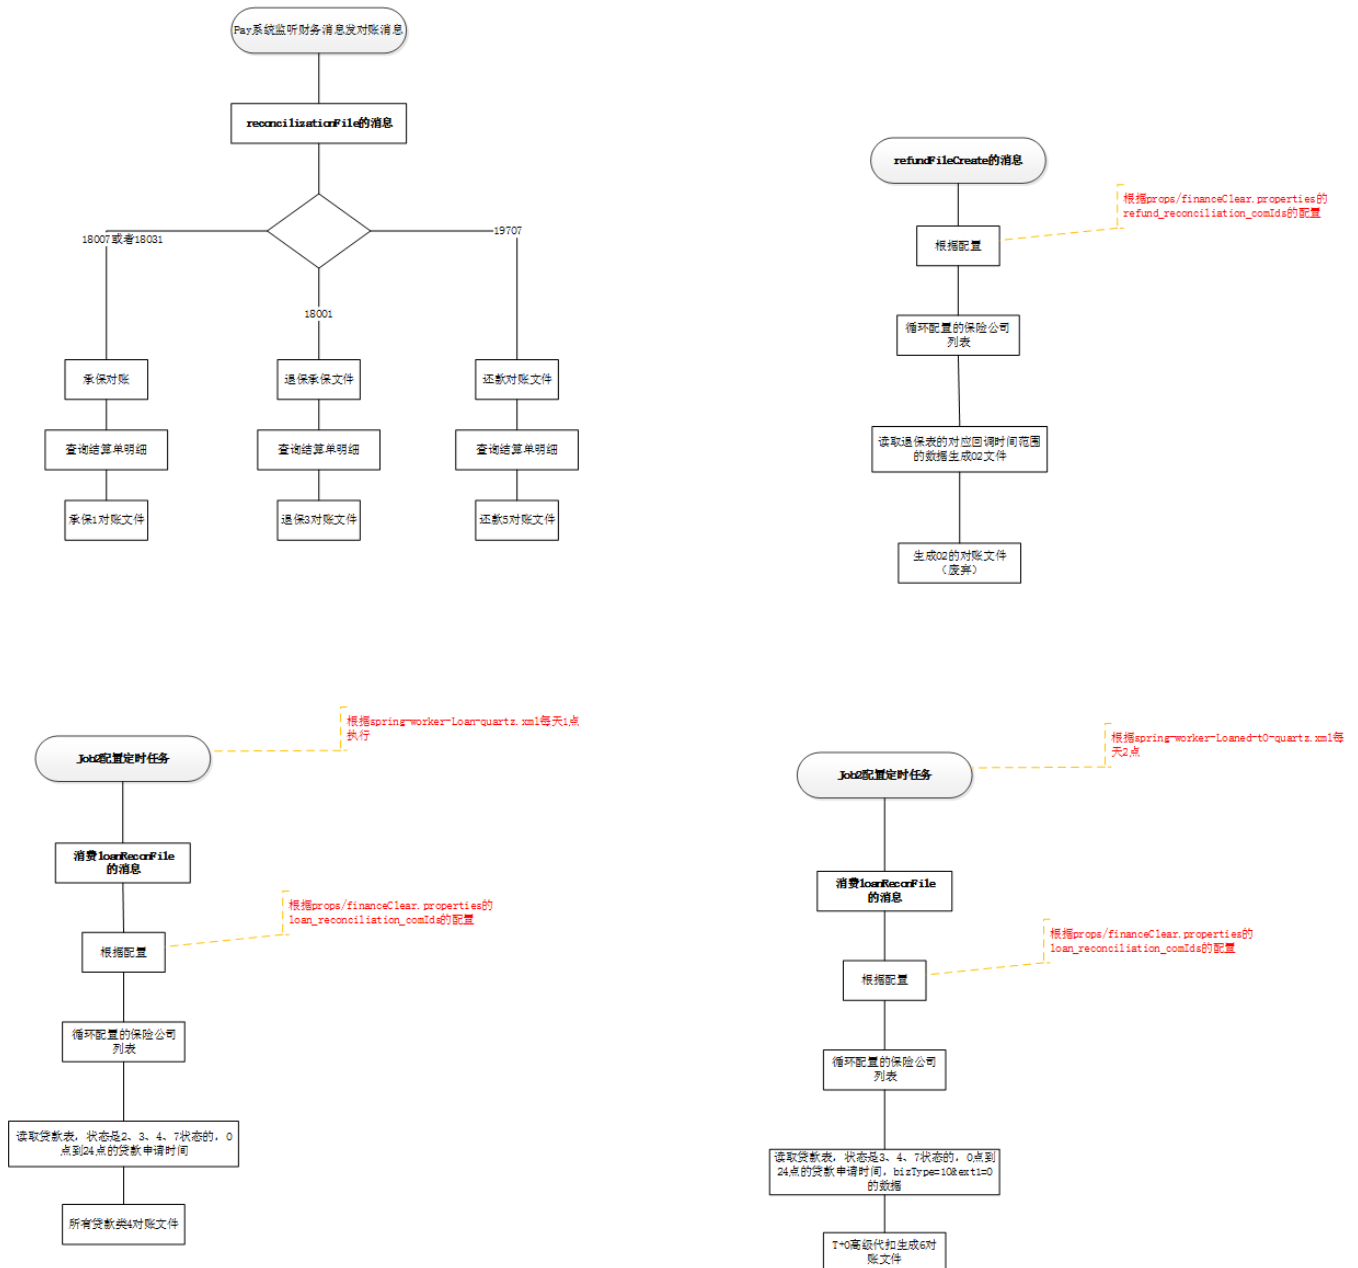 Pay系统监听财务消息发对账消息
reconcilizationFile的消息
18007或者18031
19707
18001
承保对账
退保承保文件
还款对账文件
查询结算单明细
查询结算单明细
查询结算单明细
承保1对账文件
退保3对账文件
还款5对账文件
refundFileCreate的消息
根据props/financeClear.properties的
refund_reconciliation_comIds的配置
根据配置
循环配置的保险公司
列表
读取退保表的对应回调时间范围
的数据生成02文件
生成02的对账文件
（废弃）
根据spring-worker-Loan-quartz.xml每天1点
执行
Job2配置定时任务
消费loanReconFile
的消息
根据props/financeClear.properties的
loan_reconciliation_comIds的配置
根据配置
循环配置的保险公司
列表
读取贷款表，状态是2、3、4、7状态的，0
点到24点的贷款申请时间
所有贷款类4对账文件
根据spring-worker-Loaned-t0-quartz.xml每
天2点
Job2配置定时任务
消费loanReconFile
的消息
根据props/financeClear.properties的
loan_reconciliation_comIds的配置
根据配置
循环配置的保险公司
列表
读取贷款表，状态是3、4、7状态的，0点到
24点的贷款申请时间，bizType=10&ext1=0
的数据
T+0高级代扣生成6对
账文件